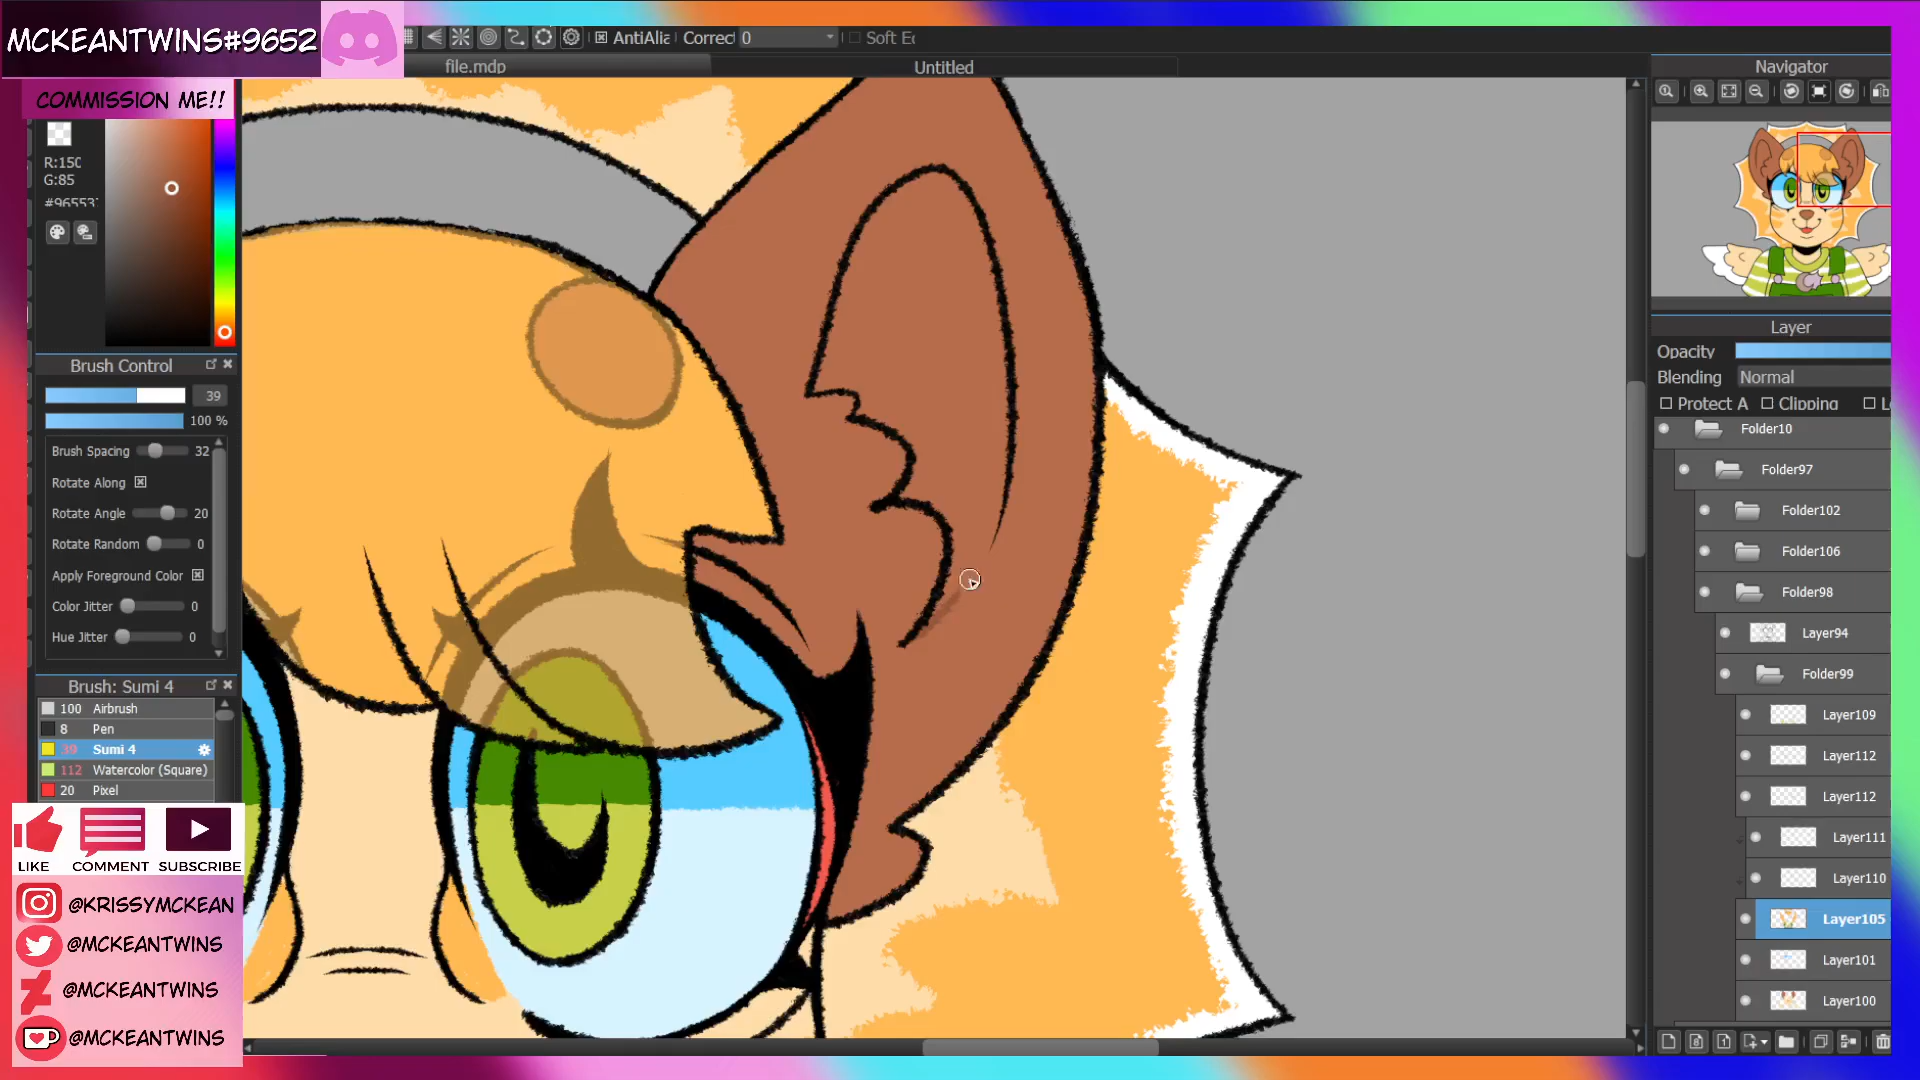 MCKEANTWINS#9652
COMMISSION ME!!
AntiAlia
Correct
0
Soft E
file.mdp
Untitled
R:150
G:85
#96553
Brush Control
39
100 %
Brush Spacing
32
Rotate Along
Rotate Angle
20
Rotate Random
0
Apply Foreground Color
Color Jitter
0
Hue Jitter
0
Brush: Sumi 4
100 Airbrush
8 Pen
39 Sumi 4
112 Watercolor (Square)
20 Pixel
LIKE
COMMENT
SUBSCRIBE
@KRISSYMCKEAN
@MCKEANTWINS
@MCKEANTWINS
@MCKEANTWINS
Navigator
Layer
Opacity
Blending
Normal
Protect A
Clipping
Folder10
Folder97
Folder102
Folder106
Folder98
Layer94
Folder99
Layer109
Layer112
Layer112
Layer111
Layer110
Layer105
Layer101
Layer100